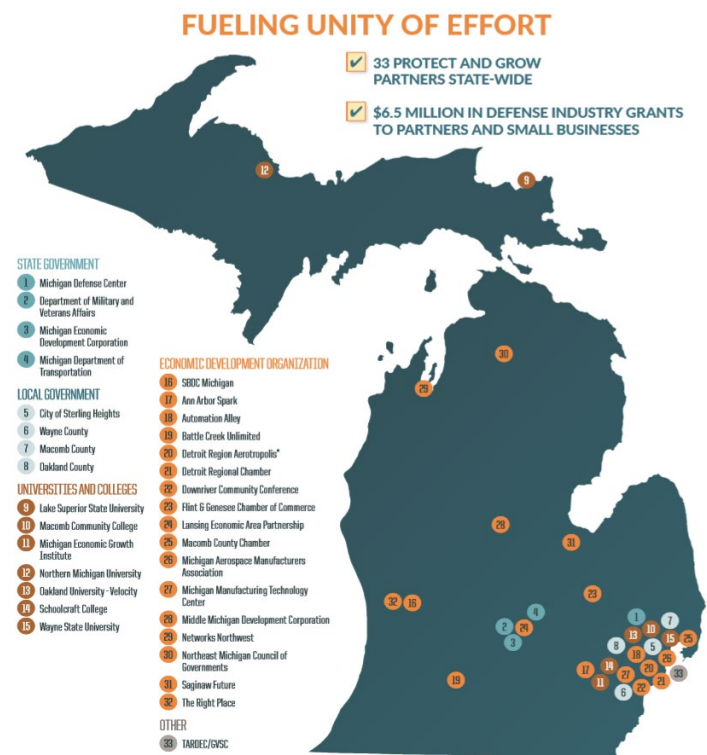 FUELING UNITY OF EFFORT
✔ 33 PROTECT AND GROW
PARTNERS STATE-WIDE
✔ $6.5 MILLION IN DEFENSE INDUSTRY GRANTS
TO PARTNERS AND SMALL BUSINESSES
12
9
30
29
28
31
23
32 16
4
2 24
3
19
1
7
13 10
15 25
8
5
18
26
17
14
20
33
27
11
21
22
6
STATE GOVERNMENT
1 Michigan Defense Center
2 Department of Military and
Veterans Affairs
3 Michigan Economic
Development Corporation
4 Michigan Department of
Transportation
LOCAL GOVERNMENT
5 City of Sterling Heights
6 Wayne County
7 Macomb County
8 Oakland County
UNIVERSITIES AND COLLEGES
9 Lake Superior State University
10 Macomb Community College
11 Michigan Economic Growth
Institute
12 Northern Michigan University
13 Oakland University - Velocity
14 Schoolcraft College
15 Wayne State University
ECONOMIC DEVELOPMENT ORGANIZATION
16 SBDC Michigan
17 Ann Arbor Spark
18 Automation Alley
19 Battle Creek Unlimited
20 Detroit Region Aerotropolis*
21 Detroit Regional Chamber
22 Downriver Community Conference
23 Flint & Genesee Chamber of Commerce
24 Lansing Economic Area Partnership
25 Macomb County Chamber
26 Michigan Aerospace Manufacturers
Association
27 Michigan Manufacturing Technology
Center
28 Middle Michigan Development Corporation
29 Networks Northwest
30 Northeast Michigan Council of
Governments
31 Saginaw Future
32 The Right Place
OTHER
33 TARDEC/GVSC